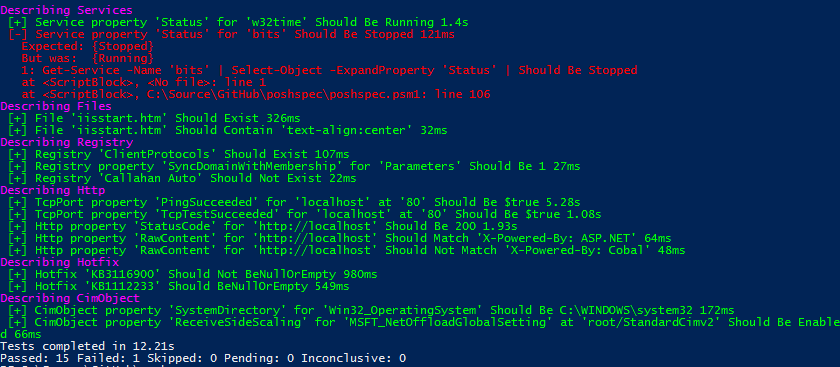 Describing Services
[+] Service property 'Status' for 'w32time' Should Be Running 1.4s
[-] Service property 'Status' for 'bits' Should Be Stopped 121ms
Expected: {Stopped}
But was:  {Running}
1: Get-Service -Name 'bits' | Select-Object -ExpandProperty 'Status' | Should Be Stopped
at <ScriptBlock>, <No file>: line 1
at <ScriptBlock>, C:\Source\GitHub\poshspec\poshspec.psm1: line 106
Describing Files
[+] File 'iisstart.htm' Should Exist 326ms
[+] File 'iisstart.htm' Should Contain 'text-align:center' 32ms
Describing Registry
[+] Registry 'ClientProtocols' Should Exist 107ms
[+] Registry property 'SyncDomainWithMembership' for 'Parameters' Should Be 1 27ms
[+] Registry 'Callahan Auto' Should Not Exist 22ms
Describing Http
[+] TcpPort property 'PingSucceeded' for 'localhost' at '80' Should Be $true 5.28s
[+] TcpPort property 'TcpTestSucceeded' for 'localhost' at '80' Should Be $true 1.08s
[+] Http property 'StatusCode' for 'http://localhost' Should Be 200 1.93s
[+] Http property 'RawContent' for 'http://localhost' Should Match 'X-Powered-By: ASP.NET' 64ms
[+] Http property 'RawContent' for 'http://localhost' Should Not Match 'X-Powered-By: Cobal' 48ms
Describing Hotfix
[+] Hotfix 'KB3116900' Should Not BeNullOrEmpty 980ms
[+] Hotfix 'KB1112233' Should BeNullOrEmpty 549ms
Describing CimObject
[+] CimObject property 'SystemDirectory' for 'Win32_OperatingSystem' Should Be C:\WINDOWS\system32 172ms
[+] CimObject property 'ReceiveSideScaling' for 'MSFT_NetOffloadGlobalSetting' at 'root/StandardCimv2' Should Be Enable
d 66ms
Tests completed in 12.21s
Passed: 15 Failed: 1 Skipped: 0 Pending: 0 Inconclusive: 0